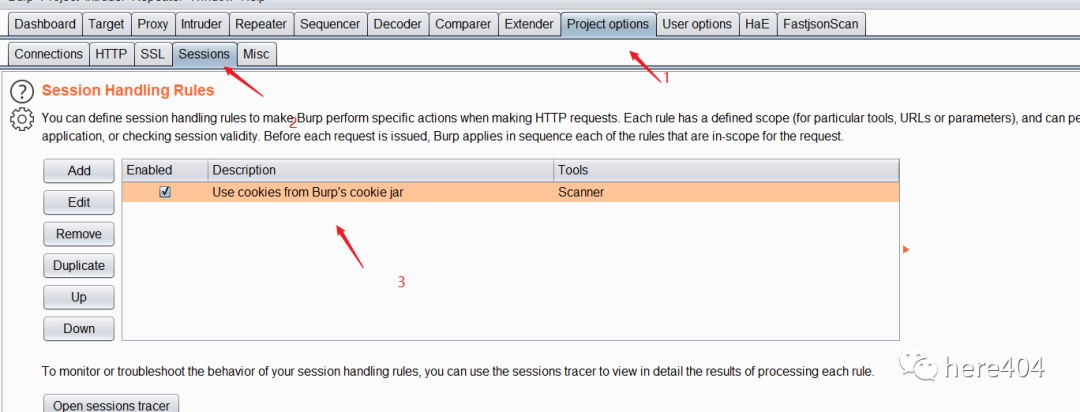 Burp Project Intruder Repeater Window Help
Dashboard Target Proxy Intruder Repeater Sequencer Decoder Comparer Extender Project options User options HaE FastjsonScan
Connections HTTP SSL Sessions Misc
1
Session Handling Rules
2
You can define session handling rules to make Burp perform specific actions when making HTTP requests. Each rule has a defined scope (for particular tools, URLs or parameters), and can pe
application, or checking session validity. Before each request is issued, Burp applies in sequence each of the rules that are in-scope for the request.
Add Enabled Description Tools
Use cookies from Burp's cookie jar Scanner
Edit
Remove
Duplicate
3
Up
Down
To monitor or troubleshoot the behavior of your session handling rules, you can use the sessions tracer to view in detail the results of processing each rule.
here404
Open sessions tracer